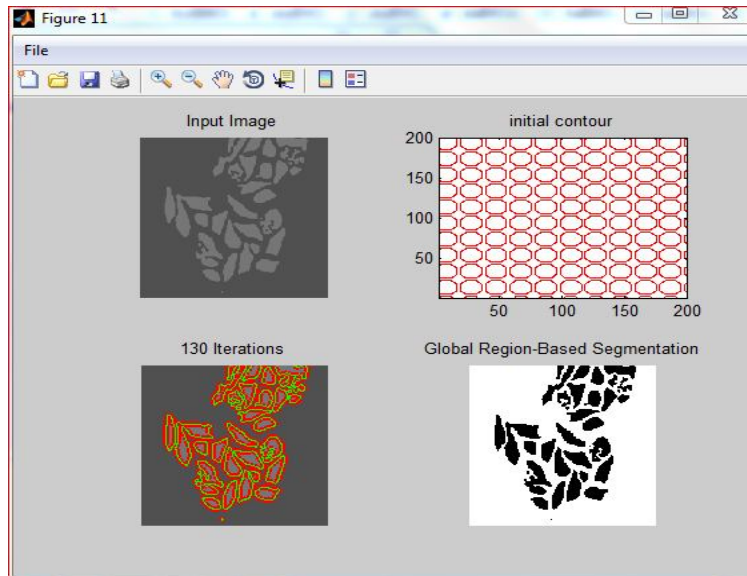 Figure 11
File
Input Image
initial contour
200
150
100
50
50
100
150
200
130 Iterations
Global Region-Based Segmentation